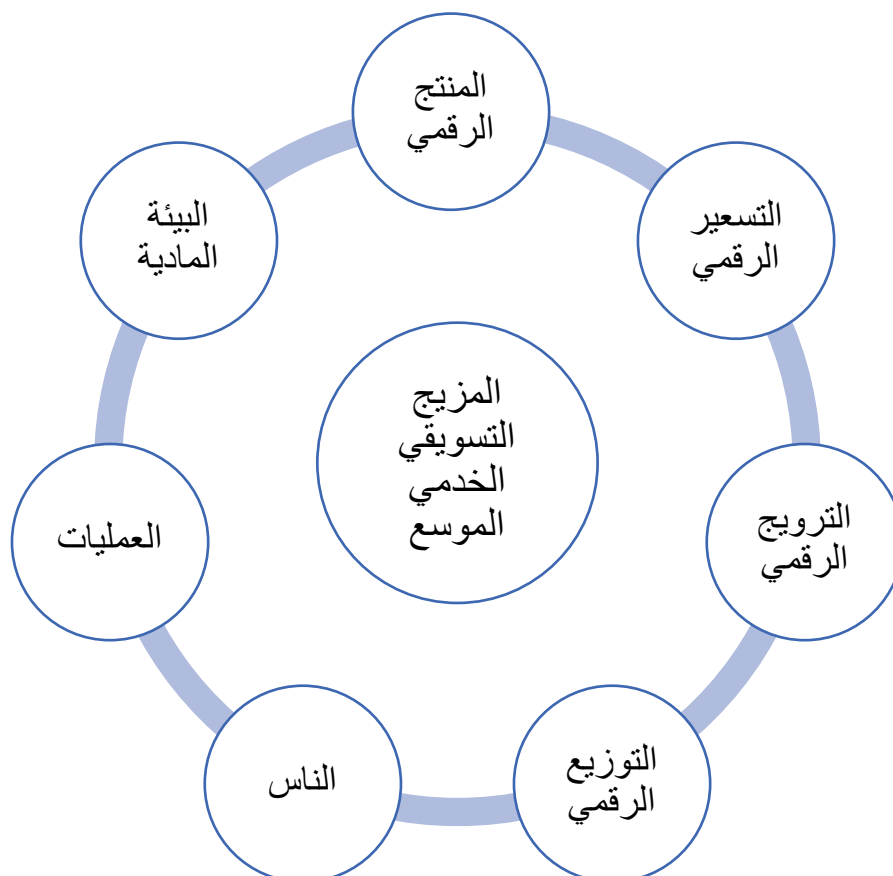 المنتج
الرقمي
التسعير
الرقمي
الترويج
الرقمي
التوزيع
الرقمي
الناس
العمليات
البيئة
المادية
المزيج
التسويقي
الخدمي
الموسع